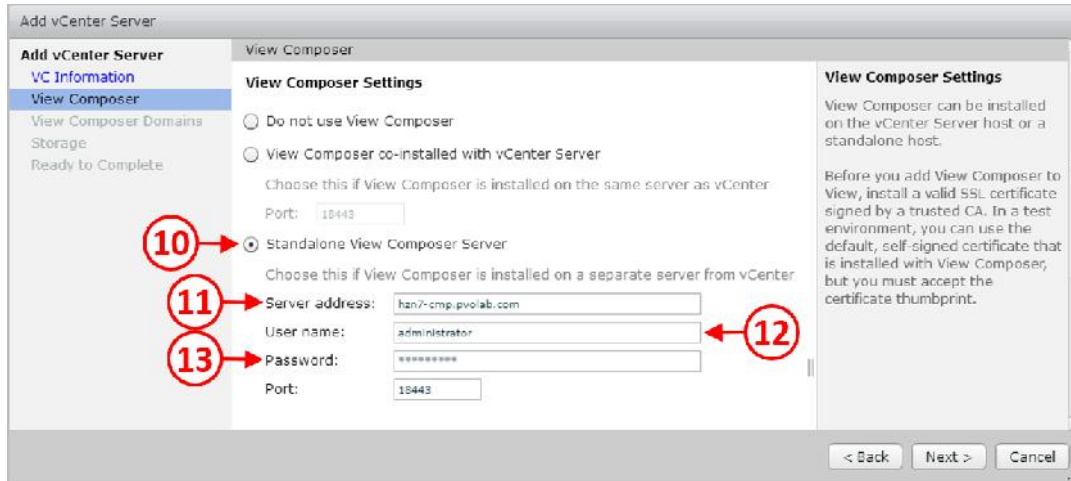 Add vCenter Server
Add vCenter Server
VC Information
View Composer
View Composer Domains
Storage
Ready to Complete
View Composer
View Composer Settings
Do not use View Composer
View Composer co-installed with vCenter Server
Choose this if View Composer is installed on the same server as vCenter
Port: 18443
10
Standalone View Composer Server
Choose this if View Composer is installed on a separate server from vCenter
11
Server address: hzn7-cmp.pvolab.com
User name: administrator
12
13
Password: *********
Port: 18443
View Composer Settings
View Composer can be installed
on the vCenter Server host or a
standalone host.
Before you add View Composer to
View, install a valid SSL certificate
signed by a trusted CA. In a test
environment, you can use the
default, self-signed certificate that
is installed with View Composer,
but you must accept the
certificate thumbprint.
< Back
Next >
Cancel